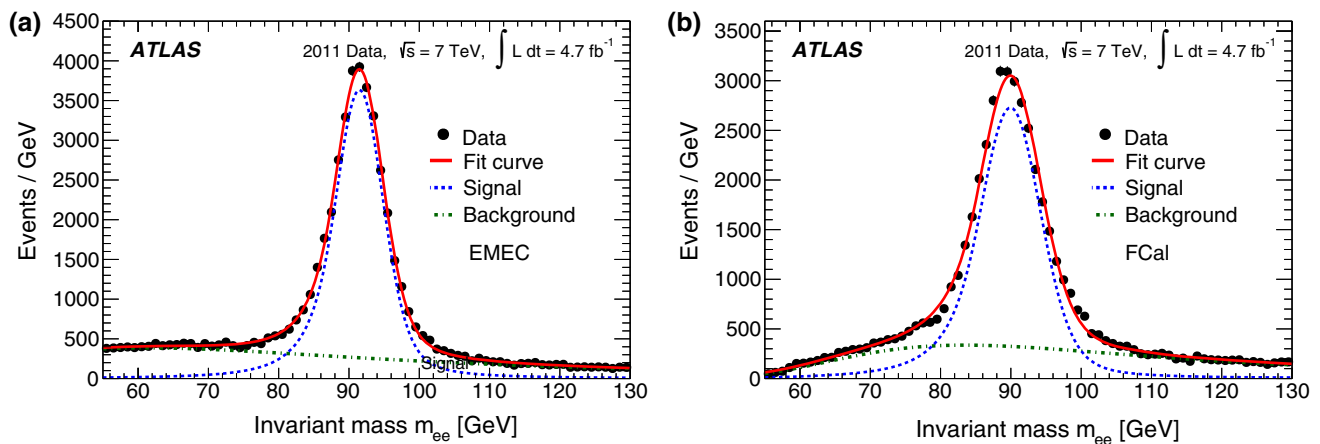 (a)
ATLAS
2011 Data, √s = 7 TeV, ∫ L dt = 4.7 fb⁻¹
Events / GeV
4500
4000
3500
3000
2500
2000
1500
1000
500
0
Data
Fit curve
Signal
Background
EMEC
Signal
60 70 80 90 100 110 120 130
Invariant mass m_ee [GeV]
(b)
ATLAS
2011 Data, √s = 7 TeV, ∫ L dt = 4.7 fb⁻¹
Events / GeV
3500
3000
2500
2000
1500
1000
500
0
Data
Fit curve
Signal
Background
FCal
60 70 80 90 100 110 120 130
Invariant mass m_ee [GeV]